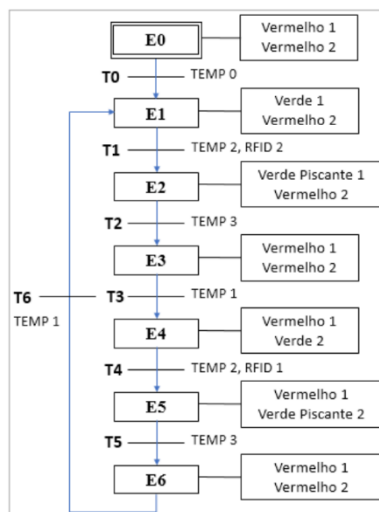 E0
Vermelho 1
Vermelho 2
T0
TEMP 0
E1
Verde 1
Vermelho 2
T1
TEMP 2, RFID 2
E2
Verde Piscante 1
Vermelho 2
T2
TEMP 3
E3
Vermelho 1
Vermelho 2
T6
TEMP 1
T3
TEMP 1
E4
Vermelho 1
Verde 2
T4
TEMP 2, RFID 1
E5
Vermelho 1
Verde Piscante 2
T5
TEMP 3
E6
Vermelho 1
Vermelho 2